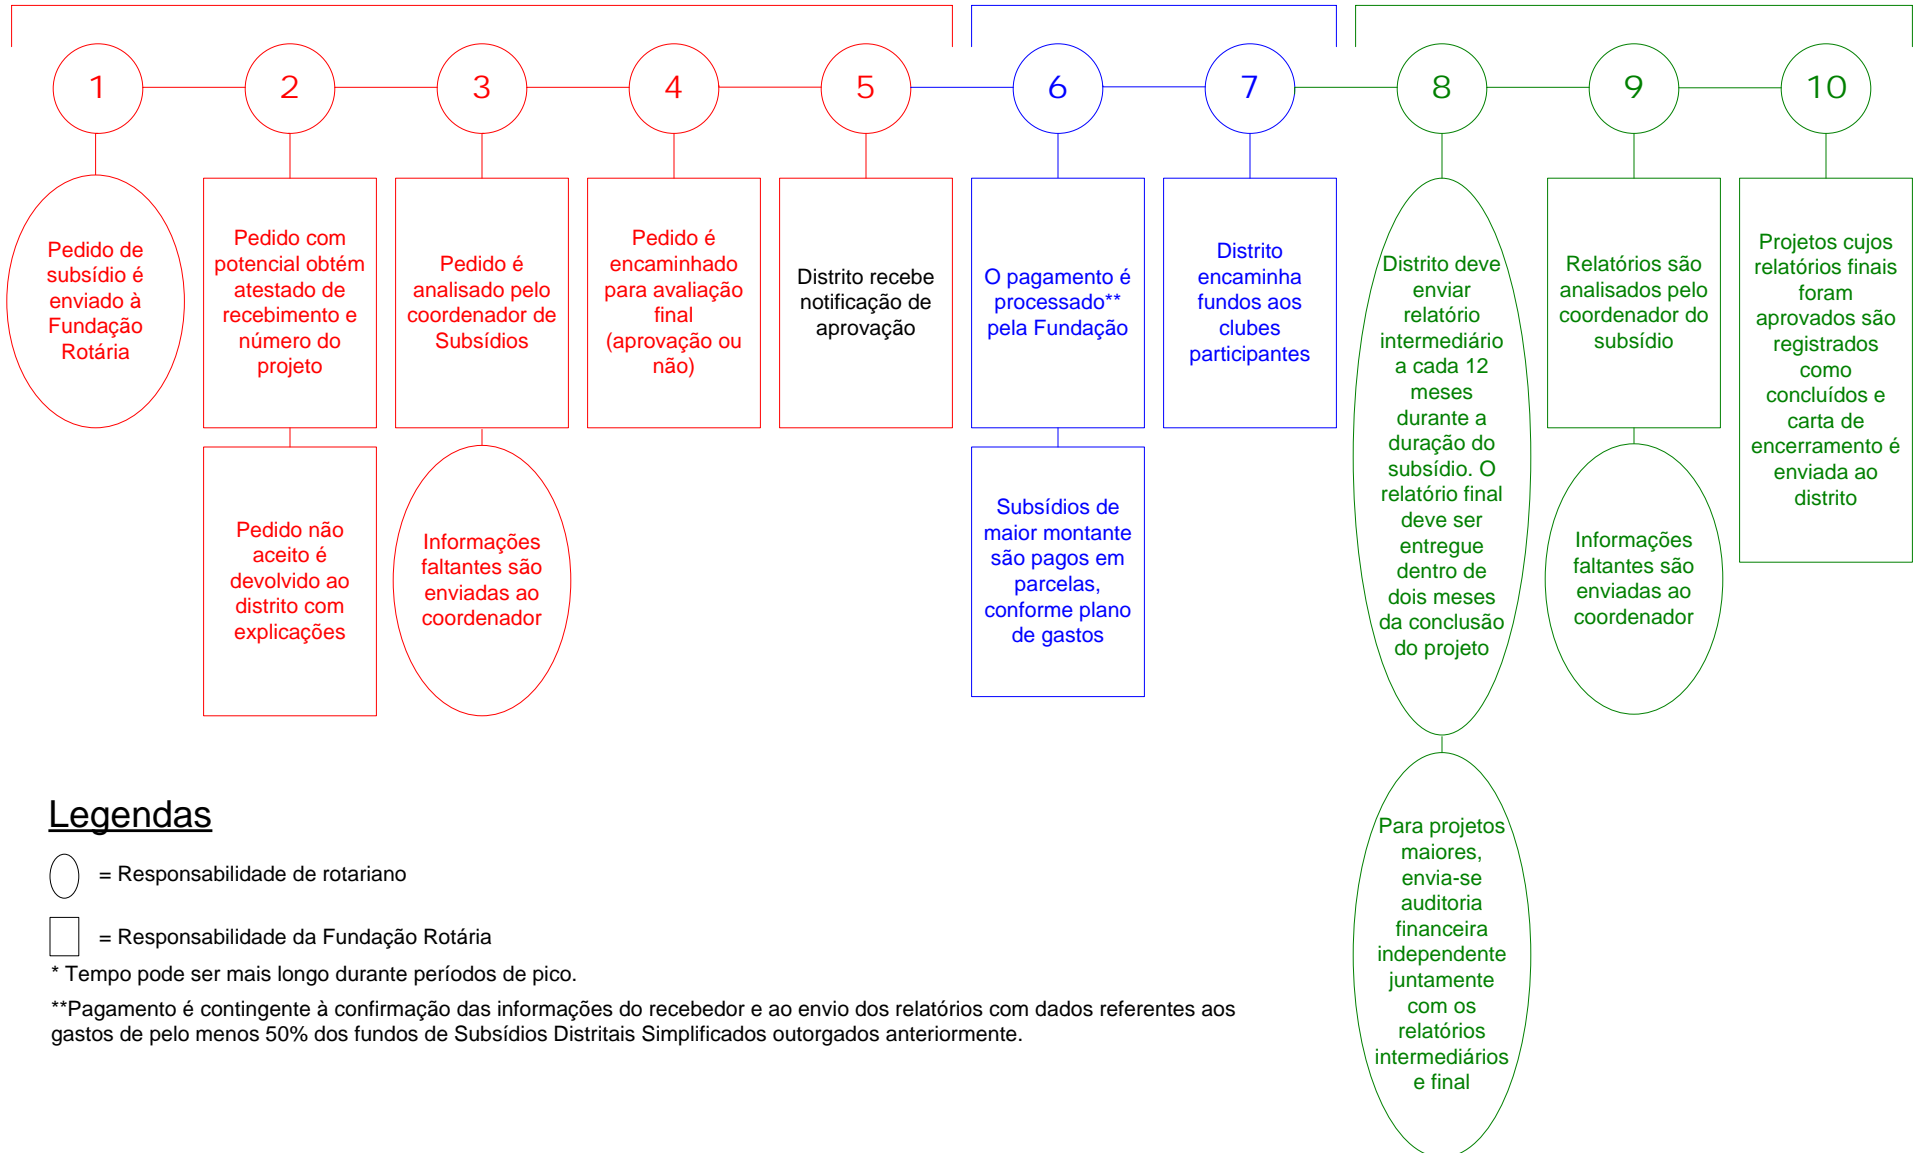 1
2
3
4
5
6
7
8
9
10
Pedido de
subsídio é
enviado à
Fundação
Rotária
Pedido com
potencial obtém
atestado de
recebimento e
número do
projeto
Pedido não
aceito é
devolvido ao
distrito com
explicações
Pedido é
analisado pelo
coordenador de
Subsídios
Informações
faltantes são
enviadas ao
coordenador
Pedido é
encaminhado
para avaliação
final
(aprovação ou
não)
Distrito recebe
notificação de
aprovação
O pagamento é
processado**
pela Fundação
Subsídios de
maior montante
são pagos em
parcelas,
conforme plano
de gastos
Distrito
encaminha
fundos aos
clubes
participantes
Distrito deve
enviar
relatório
intermediário
a cada 12
meses
durante a
duração do
subsídio. O
relatório final
deve ser
entregue
dentro de
dois meses
da conclusão
do projeto
Para projetos
maiores,
envia-se
auditoria
financeira
independente
juntamente
com os
relatórios
intermediários
e final
Relatórios são
analisados pelo
coordenador do
subsídio
Informações
faltantes são
enviadas ao
coordenador
Projetos cujos
relatórios finais
foram
aprovados são
registrados
como
concluídos e
carta de
encerramento é
enviada ao
distrito
Legendas
= Responsabilidade de rotariano
= Responsabilidade da Fundação Rotária
* Tempo pode ser mais longo durante períodos de pico.
**Pagamento é contingente à confirmação das informações do recebedor e ao envio dos relatórios com dados referentes aos
gastos de pelo menos 50% dos fundos de Subsídios Distritais Simplificados outorgados anteriormente.